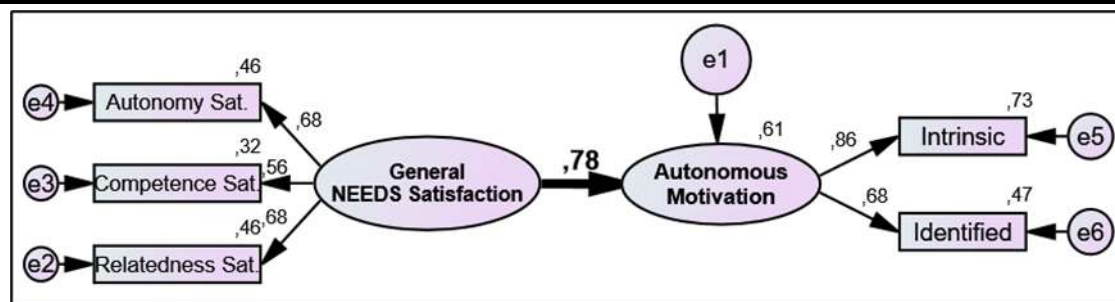 ,46
e4
Autonomy Sat.
,68
,32
e3
Competence Sat.
,56
,46
,68
e2
Relatedness Sat.
General
NEEDS Satisfaction
,78
e1
,61
Autonomous
Motivation
,86
,73
Intrinsic
e5
,68
,47
Identified
e6